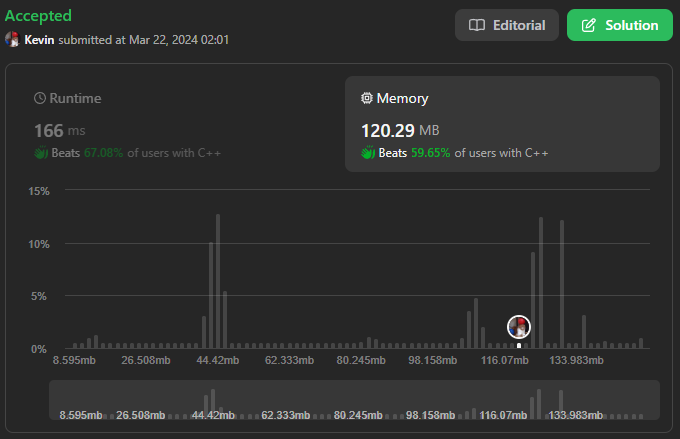 Accepted
Kevin submitted at Mar 22, 2024 02:01
Editorial
Solution
Runtime
166 ms
Beats 67.08% of users with C++
Memory
120.29 MB
Beats 59.65% of users with C++
15%
10%
5%
0%
8.595mb 26.508mb 44.42mb 62.333mb 80.245mb 98.158mb 116.07mb 133.983mb
8.595mb 26.508mb 44.42mb 62.333mb 80.245mb 98.158mb 116.07mb 133.983mb